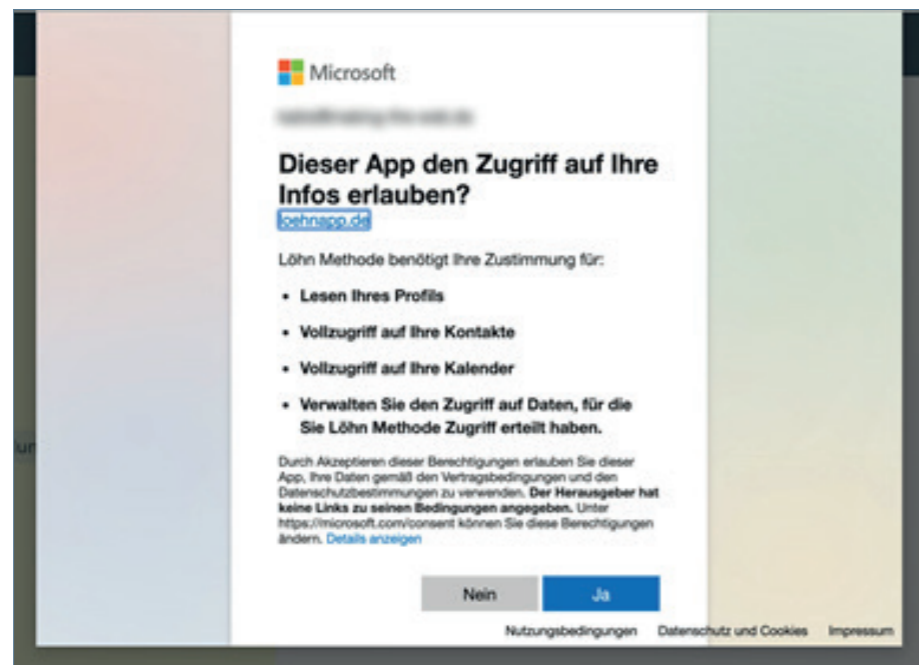 Microsoft
Dieser App den Zugriff auf Ihre
Infos erlauben?
loehnapp.de
Löhn Methode benötigt Ihre Zustimmung für:
• Lesen Ihres Profils
• Vollzugriff auf Ihre Kontakte
• Vollzugriff auf Ihre Kalender
• Verwalten Sie den Zugriff auf Daten, für die
Sie Löhn Methode Zugriff erteilt haben.
Durch Akzeptieren dieser Berechtigungen erlauben Sie dieser
App, Ihre Daten gemäß den Vertragsbedingungen und den
Datenschutzbestimmungen zu verwenden. Der Herausgeber hat
keine Links zu seinen Bedingungen angegeben. Unter
https://microsoft.com/consent können Sie diese Berechtigungen
ändern. Details anzeigen
Nein Ja
Nutzungsbedingungen Datenschutz und Cookies Impressum